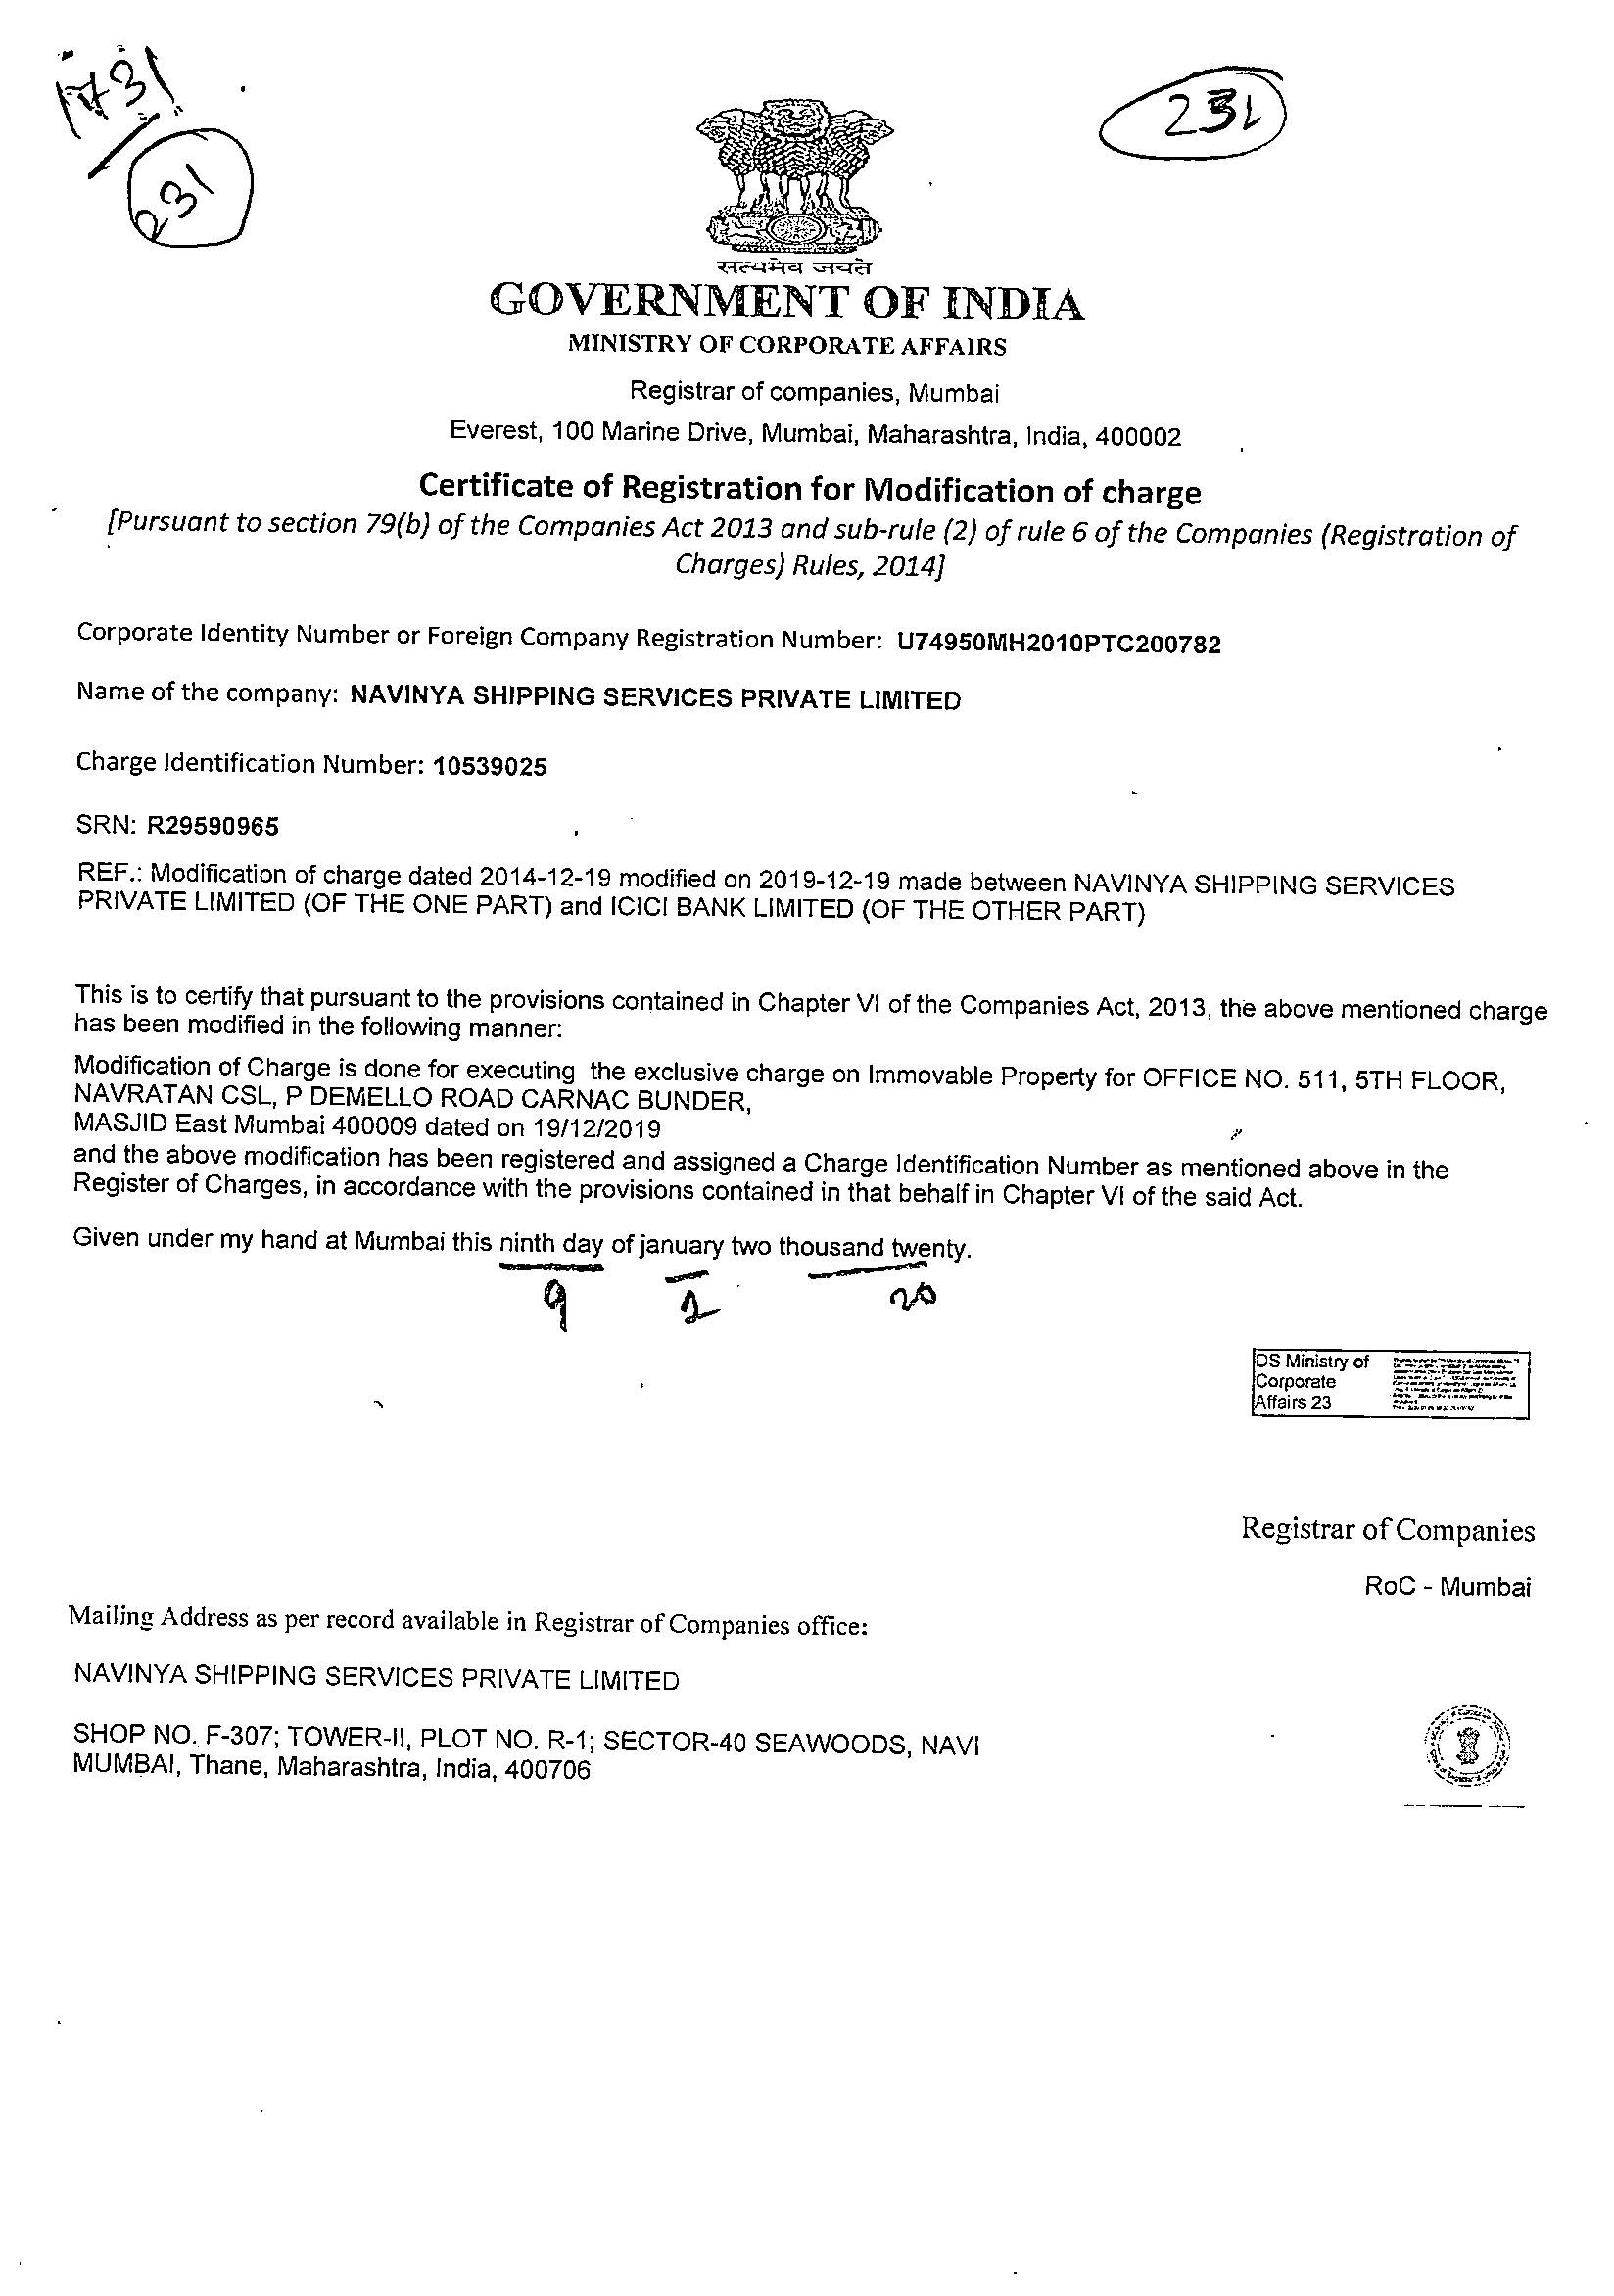 231
231
सत्यमेव जयते
GOVERNMENT OF INDIA
MINISTRY OF CORPORATE AFFAIRS
Registrar of companies, Mumbai
Everest, 100 Marine Drive, Mumbai, Maharashtra, India, 400002
Certificate of Registration for Modification of charge
[Pursuant to section 79(b) of the Companies Act 2013 and sub-rule (2) of rule 6 of the Companies (Registration of
Charges) Rules, 2014]
Corporate Identity Number or Foreign Company Registration Number: U74950MH2010PTC200782
Name of the company: NAVINYA SHIPPING SERVICES PRIVATE LIMITED
Charge Identification Number: 10539025
SRN: R29590965
REF.: Modification of charge dated 2014-12-19 modified on 2019-12-19 made between NAVINYA SHIPPING SERVICES
PRIVATE LIMITED (OF THE ONE PART) and ICICI BANK LIMITED (OF THE OTHER PART)
This is to certify that pursuant to the provisions contained in Chapter VI of the Companies Act, 2013, the above mentioned charge
has been modified in the following manner:
Modification of Charge is done for executing the exclusive charge on Immovable Property for OFFICE NO. 511, 5TH FLOOR,
NAVRATAN CSL, P DEMELLO ROAD CARNAC BUNDER,
MASJID East Mumbai 400009 dated on 19/12/2019
and the above modification has been registered and assigned a Charge Identification Number as mentioned above in the
Register of Charges, in accordance with the provisions contained in that behalf in Chapter VI of the said Act.
Given under my hand at Mumbai this ninth day of january two thousand twenty.
9 1 20
DS Ministry of
Corporate
Affairs 23
Registrar of Companies
RoC - Mumbai
Mailing Address as per record available in Registrar of Companies office:
NAVINYA SHIPPING SERVICES PRIVATE LIMITED
SHOP NO. F-307; TOWER-II, PLOT NO. R-1; SECTOR-40 SEAWOODS, NAVI
MUMBAI, Thane, Maharashtra, India, 400706